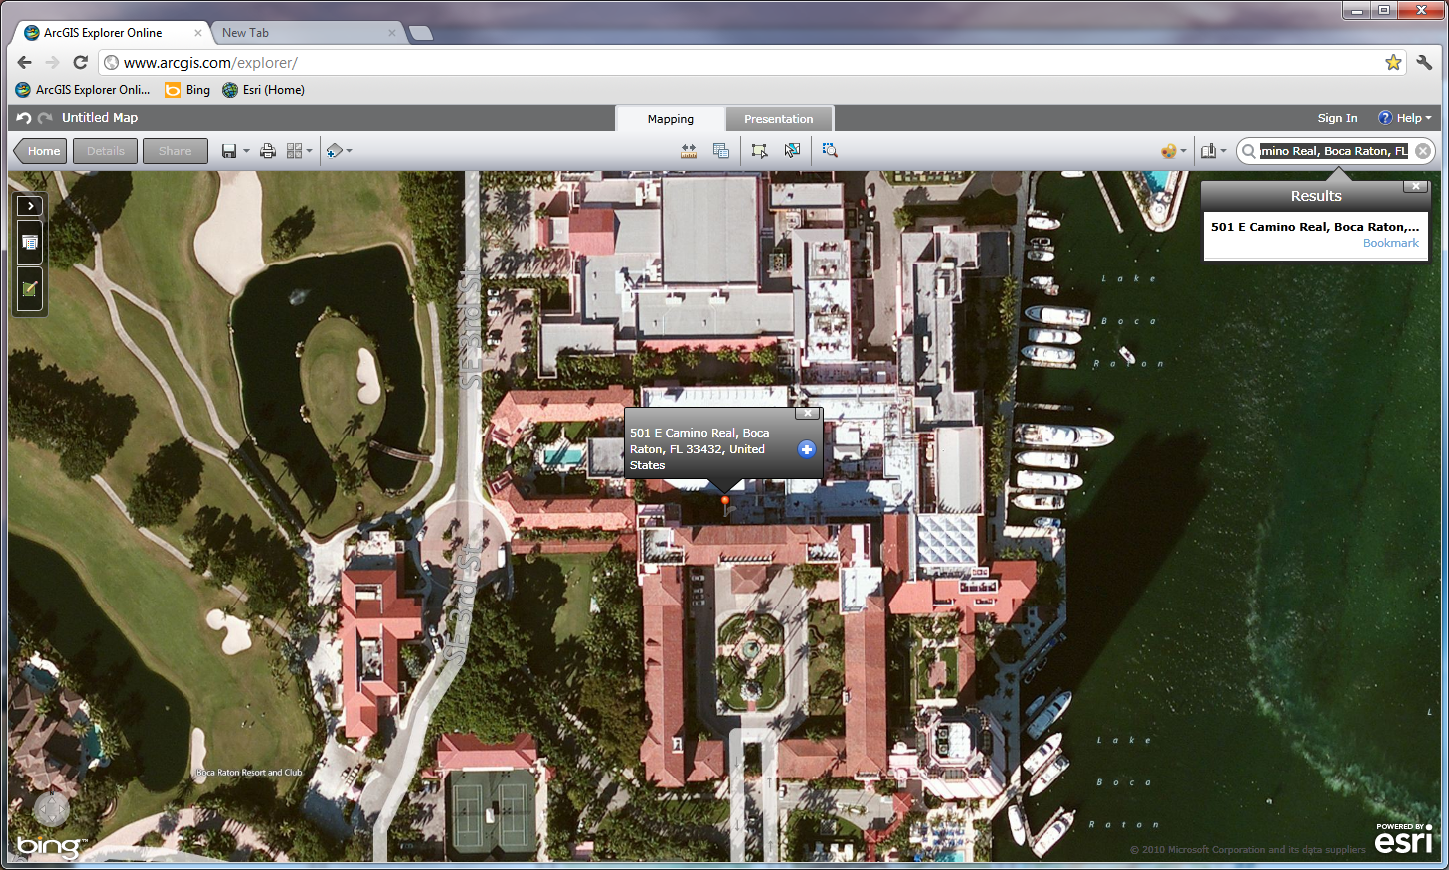 ArcGIS Explorer Online
New Tab
www.arcgis.com/explorer/
ArcGIS Explorer Onli...
Bing
Esri (Home)
Untitled Map
Mapping
Presentation
Sign In
Help
Home
Details
Share
mino Real, Boca Raton, FL
Results
501 E Camino Real, Boca Raton,...
Bookmark
SE 3rd St
Lake
Boca
Raton
501 E Camino Real, Boca
Raton, FL 33432, United
States
SE 3rd St
L
Lake
Boca
Raton
Boca Raton Resort and Club
bing™
POWERED BY
esri
© 2010 Microsoft Corporation and its data suppliers